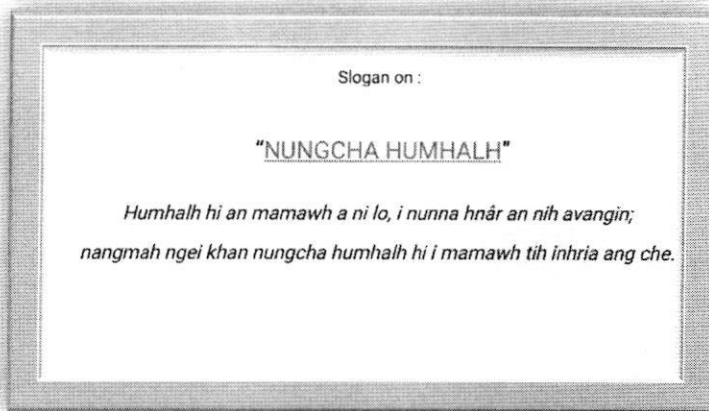 Slogan on :
"NUNGCHA HUMHALH"
Humhalh hi an mamawh a ni lo, i nunna hnâr an nih avangin;
nangmah ngei khan nungcha humhalh hi i mamawh tih inhria ang che.